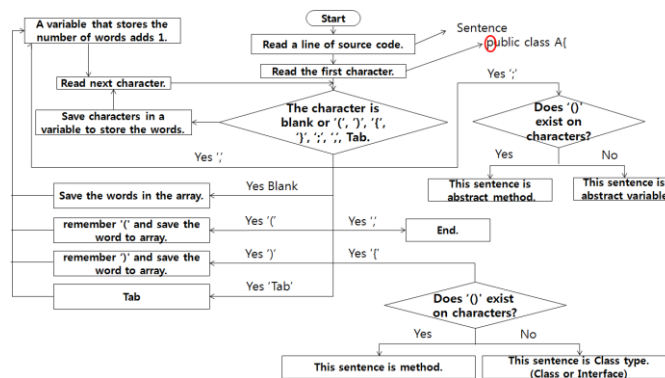 Start
A variable that stores the
number of words adds 1.
Sentence
Read a line of source code.
public class A{
Read the first character.
Read next character.
Yes ';'
The character is
blank or '(', ')', '{',
'}', ';', ',', Tab.
Save characters in a
variable to store the words.
Does '()'
exist on
characters?
Yes ','
Yes
No
This sentence is
abstract method.
This sentence is
abstract variable
Yes Blank
Save the words in the array.
Yes '('
remember '(' and save the
word to array.
End.
Yes ')'
Yes '{'
remember ')' and save the
word to array.
Yes 'Tab'
Tab
Does '()' exist
on characters?
Yes
No
This sentence is method.
This sentence is Class type.
(Class or Interface)